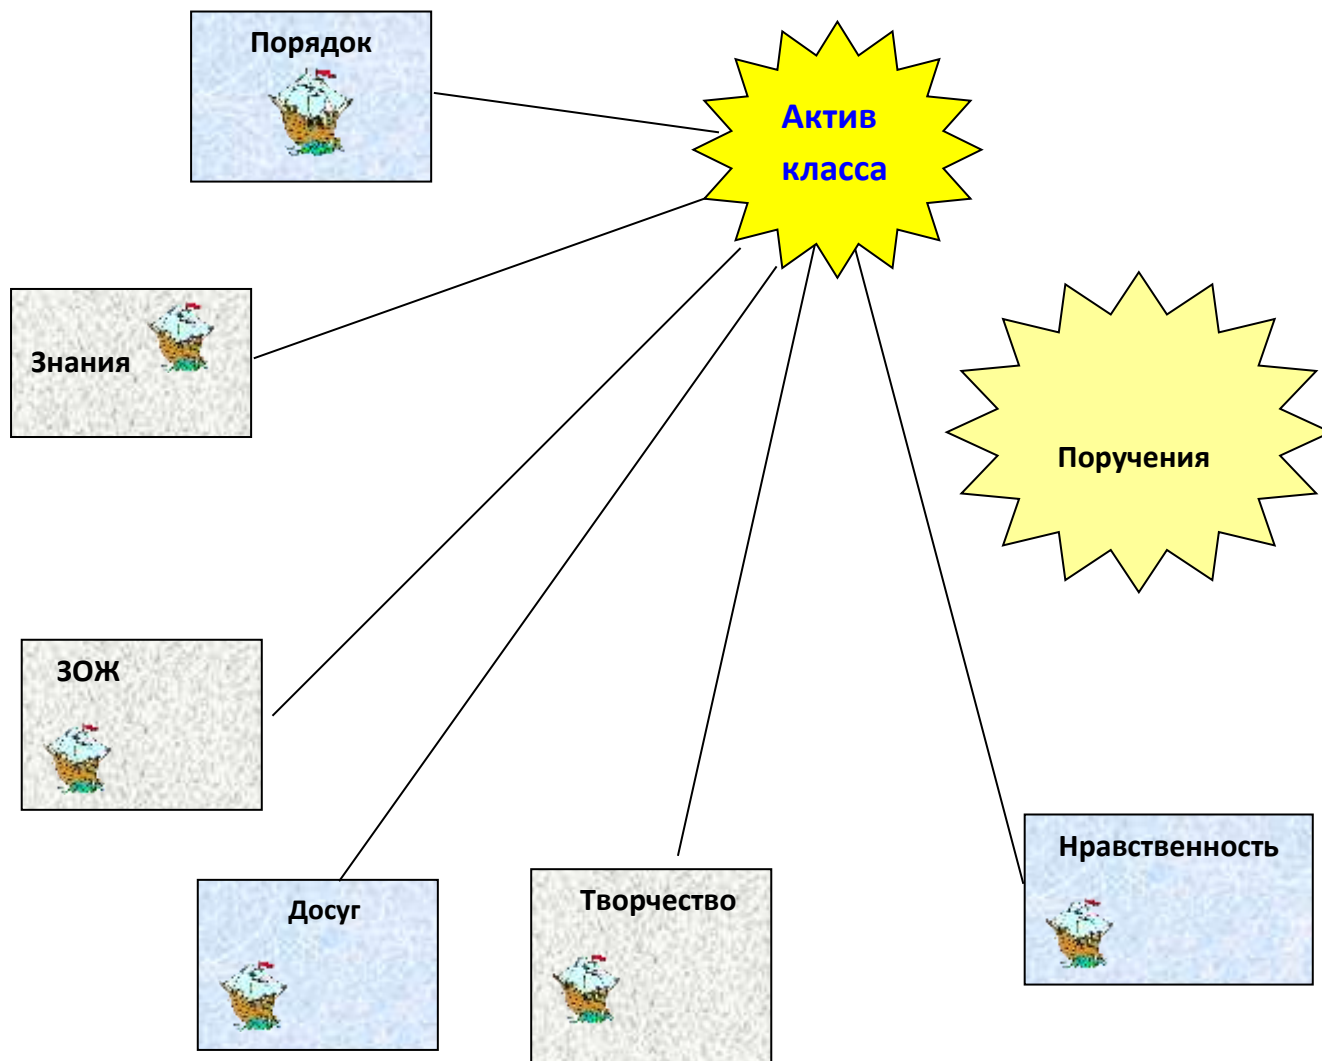 Порядок
Актив
класса
Знания
Поручения
ЗОЖ
Нравственность
Досуг
Творчество